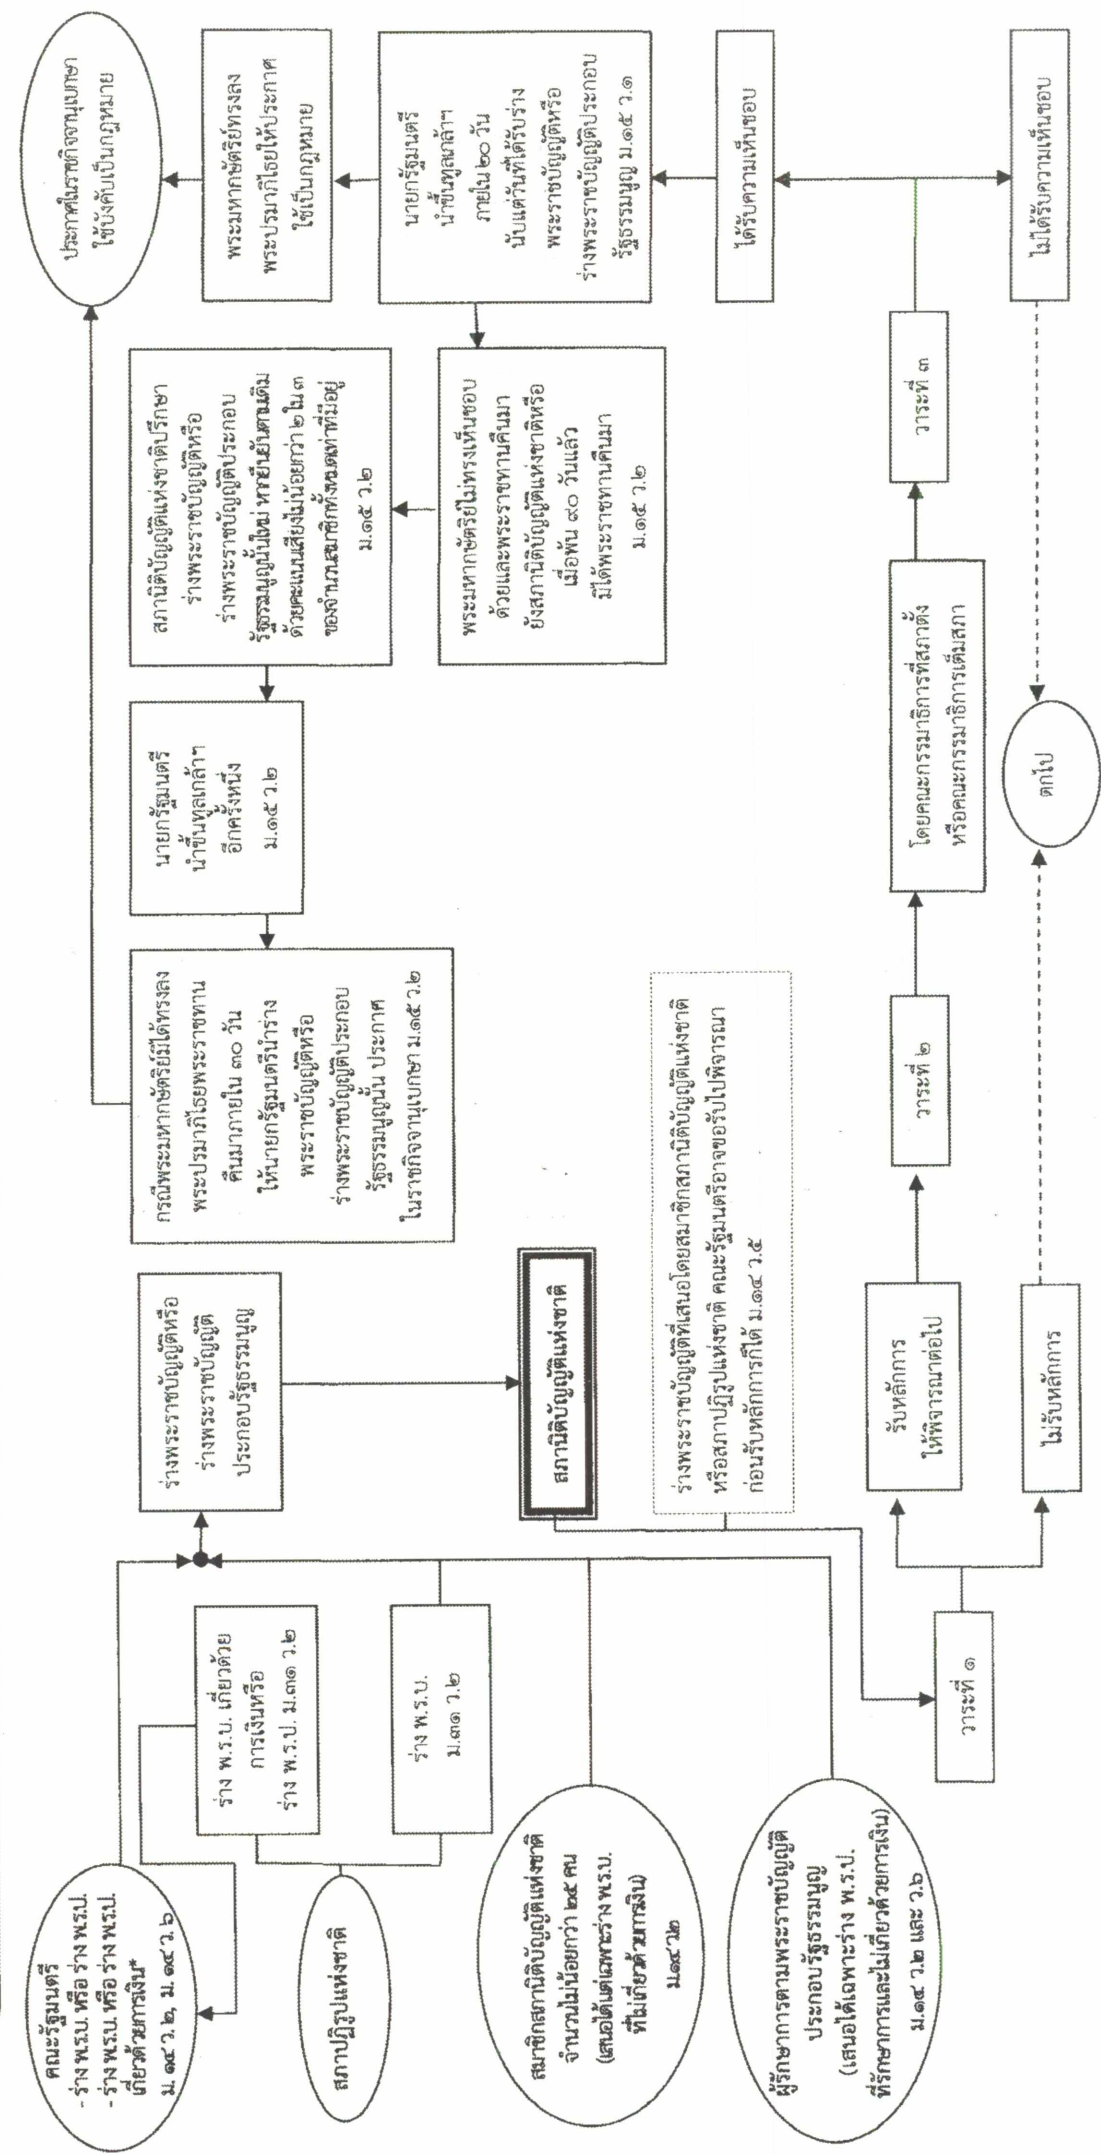 คณะรัฐมนตรี
- ร่าง พ.ร.บ. หรือ ร่าง พ.ร.ป.
- ร่าง พ.ร.บ. หรือ ร่าง พ.ร.ป.
เกี่ยวด้วยการเงิน*
ม. ๑๔ ว. ๒, ม. ๑๔ ว. ๖
สภาปฏิรูปแห่งชาติ
สมาชิกสภานิติบัญญัติแห่งชาติ
จำนวนไม่น้อยกว่า ๒๕ คน
(เสนอได้แต่เฉพาะร่าง พ.ร.บ.
ที่ไม่เกี่ยวด้วยการเงิน)
ม.๑๔ ว.๒
ผู้รักษาการตามพระราชบัญญัติ
ประกอบรัฐธรรมนูญ
(เสนอได้เฉพาะร่าง พ.ร.ป.
ที่รักษาการและไม่เกี่ยวด้วยการเงิน)
ม.๑๔ ว.๒ และ ว.๖
ร่าง พ.ร.บ. เกี่ยวด้วย
การเงินหรือ
ร่าง พ.ร.ป. ม.๓๑ ว.๒
ร่าง พ.ร.บ.
ม.๓๑ ว.๒
ร่างพระราชบัญญัติหรือ
ร่างพระราชบัญญัติ
ประกอบรัฐธรรมนูญ
สภานิติบัญญัติแห่งชาติ
ร่างพระราชบัญญัติที่เสนอโดยสมาชิกสภานิติบัญญัติแห่งชาติ
หรือสภาปฏิรูปแห่งชาติ คณะรัฐมนตรีอาจขอรับไปพิจารณา
ก่อนรับหลักการก็ได้ ม.๑๔ ว.๕
วาระที่ ๑
รับหลักการ
ให้พิจารณาต่อไป
ไม่รับหลักการ
วาระที่ ๒
โดยคณะกรรมาธิการที่สภาตั้ง
หรือคณะกรรมาธิการเต็มสภา
ตกไป
วาระที่ ๓
ได้รับความเห็นชอบ
ไม่ได้รับความเห็นชอบ
นายกรัฐมนตรี
นำขึ้นทูลเกล้าฯ
ภายใน ๒๐ วัน
นับแต่วันที่ได้รับร่าง
พระราชบัญญัติหรือ
ร่างพระราชบัญญัติประกอบ
รัฐธรรมนูญ ม.๑๕ ว.๑
พระมหากษัตริย์ทรงลง
พระปรมาภิไธยให้ประกาศ
ใช้เป็นกฎหมาย
ประกาศในราชกิจจานุเบกษา
ใช้บังคับเป็นกฎหมาย
พระมหากษัตริย์ไม่ทรงเห็นชอบ
ด้วยและพระราชทานคืนมา
ยังสภานิติบัญญัติแห่งชาติหรือ
เมื่อพ้น ๙๐ วันแล้ว
มิได้พระราชทานคืนมา
ม.๑๕ ว.๒
สภานิติบัญญัติแห่งชาติปรึกษา
ร่างพระราชบัญญัติหรือ
ร่างพระราชบัญญัติประกอบ
รัฐธรรมนูญนั้นใหม่ หากยืนยันตามเดิม
ด้วยคะแนนเสียงไม่น้อยกว่า ๒ ใน ๓
ของจำนวนสมาชิกทั้งหมดเท่าที่มีอยู่
ม.๑๕ ว.๒
นายกรัฐมนตรี
นำขึ้นทูลเกล้าฯ
อีกครั้งหนึ่ง
ม.๑๕ ว.๒
กรณีพระมหากษัตริย์มิได้ทรงลง
พระปรมาภิไธยพระราชทาน
คืนมาภายใน ๓๐ วัน
ให้นายกรัฐมนตรีนำร่าง
พระราชบัญญัติหรือ
ร่างพระราชบัญญัติประกอบ
รัฐธรรมนูญนั้น ประกาศ
ในราชกิจจานุเบกษา ม.๑๕ ว.๒